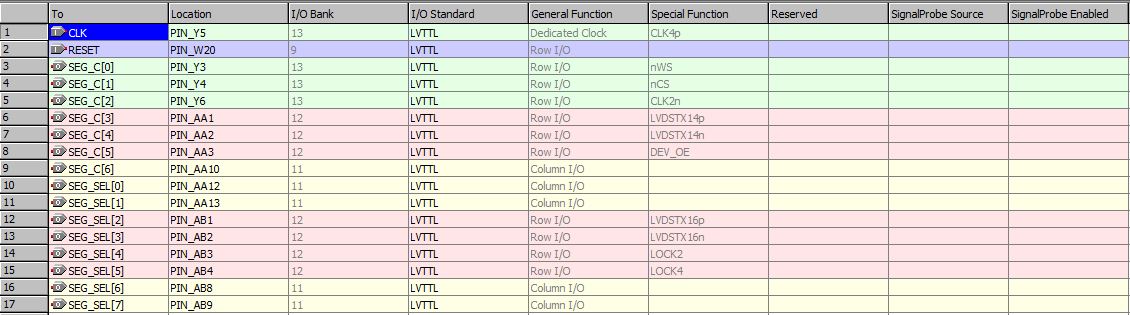 To Location I/O Bank I/O Standard General Function Special Function Reserved SignalProbe Source SignalProbe Enabled
1 CLK PIN_Y5 13 LVTTL Dedicated Clock CLK4p
2 RESET PIN_W20 9 LVTTL Row I/O
3 SEG_C[0] PIN_Y3 13 LVTTL Row I/O nWS
4 SEG_C[1] PIN_Y4 13 LVTTL Row I/O nCS
5 SEG_C[2] PIN_Y6 13 LVTTL Row I/O CLK2n
6 SEG_C[3] PIN_AA1 12 LVTTL Row I/O LVDSTX14p
7 SEG_C[4] PIN_AA2 12 LVTTL Row I/O LVDSTX14n
8 SEG_C[5] PIN_AA3 12 LVTTL Row I/O DEV_OE
9 SEG_C[6] PIN_AA10 11 LVTTL Column I/O
10 SEG_SEL[0] PIN_AA12 11 LVTTL Column I/O
11 SEG_SEL[1] PIN_AA13 11 LVTTL Column I/O
12 SEG_SEL[2] PIN_AB1 12 LVTTL Row I/O LVDSTX16p
13 SEG_SEL[3] PIN_AB2 12 LVTTL Row I/O LVDSTX16n
14 SEG_SEL[4] PIN_AB3 12 LVTTL Row I/O LOCK2
15 SEG_SEL[5] PIN_AB4 12 LVTTL Row I/O LOCK4
16 SEG_SEL[6] PIN_AB8 11 LVTTL Column I/O
17 SEG_SEL[7] PIN_AB9 11 LVTTL Column I/O